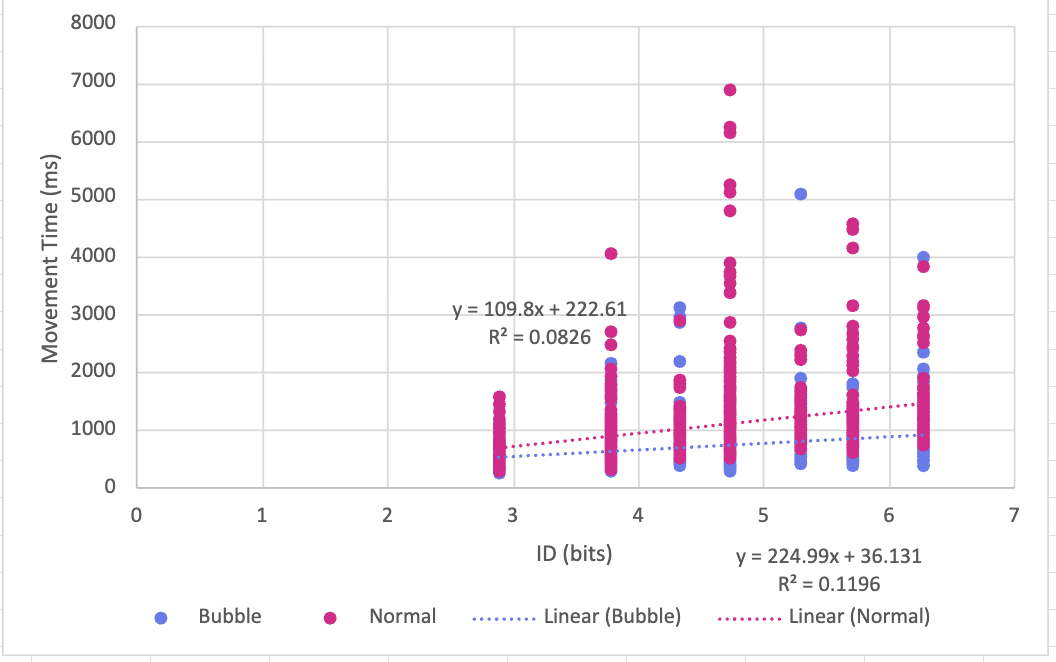 8000
7000
6000
5000
4000
3000
2000
1000
0
Movement Time (ms)
y = 109.8x + 222.61
R² = 0.0826
0 1 2 3 4 5 6 7
ID (bits)
y = 224.99x + 36.131
R² = 0.1196
Bubble Normal Linear (Bubble) Linear (Normal)